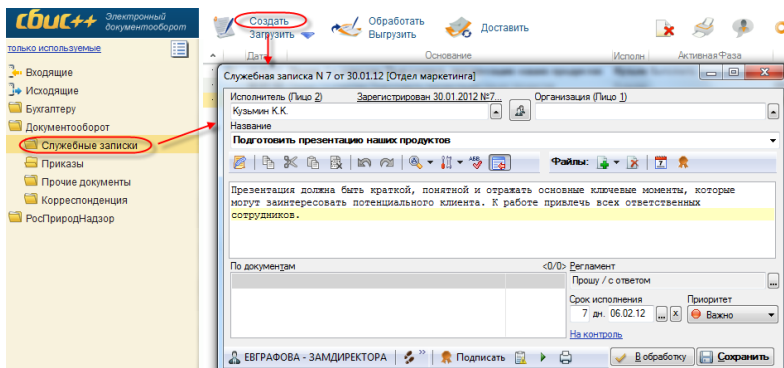 сбис++ Электронный документооборот
Создать
Загрузить
Обработать
Выгрузить
Доставить
только используемые
Дата
Основание
Исполн
Активная Фаза
Входящие
Исходящие
Бухгалтеру
Документооборот
Служебные записки
Приказы
Прочие документы
Корреспонденция
РосПриродНадзор
Служебная записка N 7 от 30.01.12 [Отдел маркетинга]
Исполнитель (Лицо 2)
Зарегистрирован 30.01.2012 №7...
Организация (Лицо 1)
Кузьмин К.К.
Название
Подготовить презентацию наших продуктов
Файлы:
Презентация должна быть краткой, понятной и отражать основные ключевые моменты, которые
могут заинтересовать потенциального клиента. К работе привлечь всех ответственных
сотрудников.
По документам
<0/0>
Регламент
Прошу / с ответом
Срок исполнения
Приоритет
7 дн. 06.02.12
Важно
На контроль
ЕВГРАФОВА - ЗАМДИРЕКТОРА
Подписать
В обработку
Сохранить